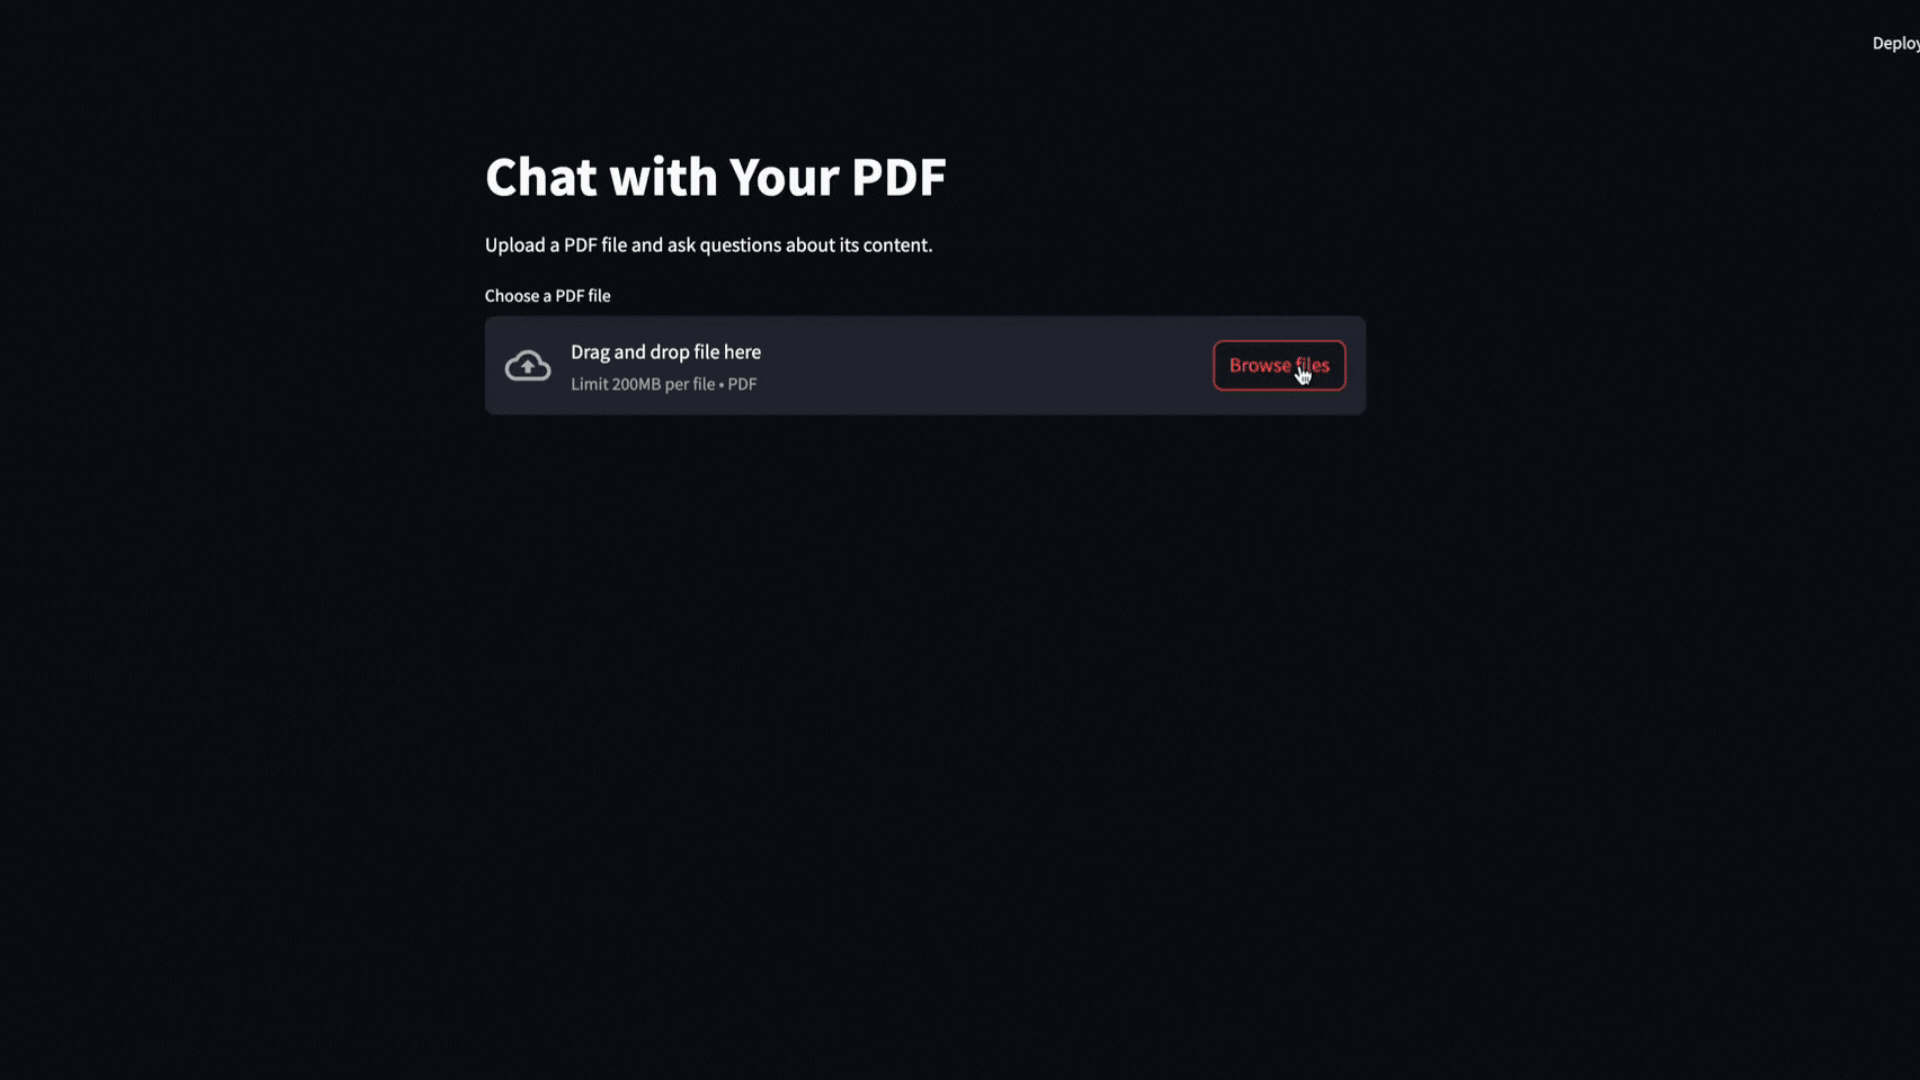 Deploy
Chat with Your PDF
Upload a PDF file and ask questions about its content.
Choose a PDF file
Drag and drop file here
Limit 200MB per file • PDF
Browse files